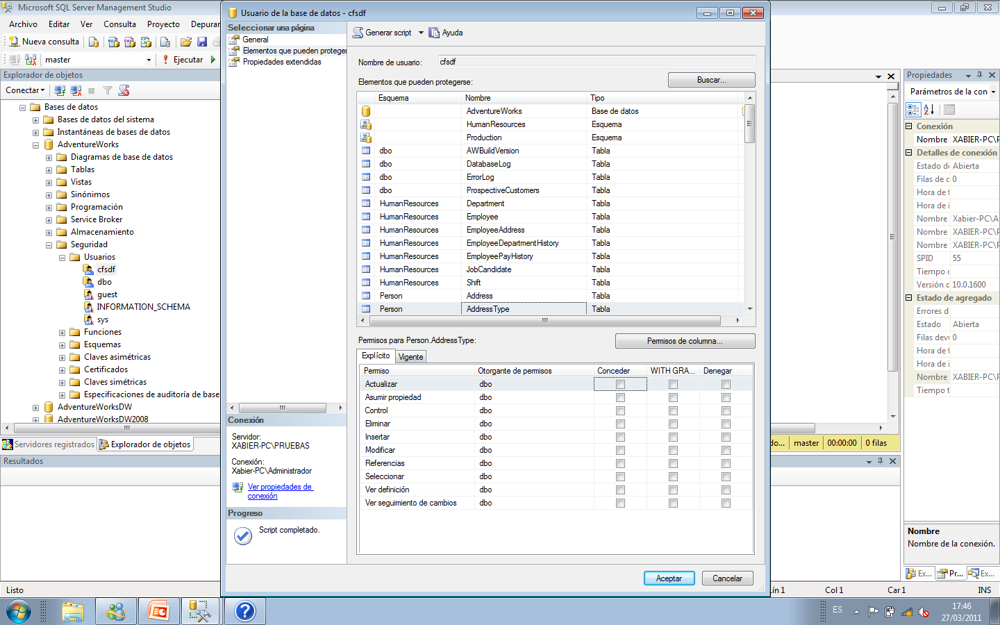 Microsoft SQL Server Management Studio
Archivo Editar Ver Consulta Proyecto Depurar
Nueva consulta
master Ejecutar
Explorador de objetos
Conectar
Bases de datos
Bases de datos del sistema
Instantáneas de bases de datos
AdventureWorks
Diagramas de base de datos
Tablas
Vistas
Sinónimos
Programación
Service Broker
Almacenamiento
Seguridad
Usuarios
cfsdf
dbo
guest
INFORMATION_SCHEMA
sys
Funciones
Esquemas
Claves asimétricas
Certificados
Claves simétricas
Especificaciones de auditoría de base
AdventureWorksDW
AdventureWorksDW2008
Servidores registrados Explorador de objetos
Resultados
Listo
Usuario de la base de datos - cfsdf
Seleccionar una página
General
Elementos que pueden proteger
Propiedades extendidas
Conexión
Servidor:
XABIER-PC\PRUEBAS
Conexión:
Xabier-PC\Administrador
Ver propiedades de
conexión
Progreso
Script completado.
Generar script Ayuda
Nombre de usuario: cfsdf
Elementos que pueden protegerse: Buscar...
Esquema Nombre Tipo
AdventureWorks Base de datos
HumanResources Esquema
Production Esquema
dbo AWBuildVersion Tabla
dbo DatabaseLog Tabla
dbo ErrorLog Tabla
dbo ProspectiveCustomers Tabla
HumanResources Department Tabla
HumanResources Employee Tabla
HumanResources EmployeeAddress Tabla
HumanResources EmployeeDepartmentHistory Tabla
HumanResources EmployeePayHistory Tabla
HumanResources JobCandidate Tabla
HumanResources Shift Tabla
Person Address Tabla
Person AddressType Tabla
Permisos para Person.AddressType: Permisos de columna...
Explícito Vigente
Permiso Otorgante de permisos Conceder WITH GRA... Denegar
Actualizar dbo
Asumir propiedad dbo
Control dbo
Eliminar dbo
Insertar dbo
Modificar dbo
Referencias dbo
Seleccionar dbo
Ver definición dbo
Ver seguimiento de cambios dbo
Aceptar Cancelar
do... master 00:00:00 0 filas
Lín 1 Col 1 Car 1 INS
Propiedades
Parámetros de la con
Conexión
Nombre XABIER-PC\P
Detalles de conexión
Estado de Abierta
Filas de c 0
Hora de f
Hora de i
Nombre Xabier-PC\A
Nombre XABIER-PC\P
Nombre XABIER-PC\P
SPID 55
Tiempo c
Versión c 10.0.1600
Estado de agregado
Errores d
Estado Abierta
Filas dev 0
Hora de f
Hora de i
Nombre XABIER-PC\P
Tiempo t
Nombre
Nombre de la conexión.
Ex... Pr... Ex...
ES 17:46
27/03/2011